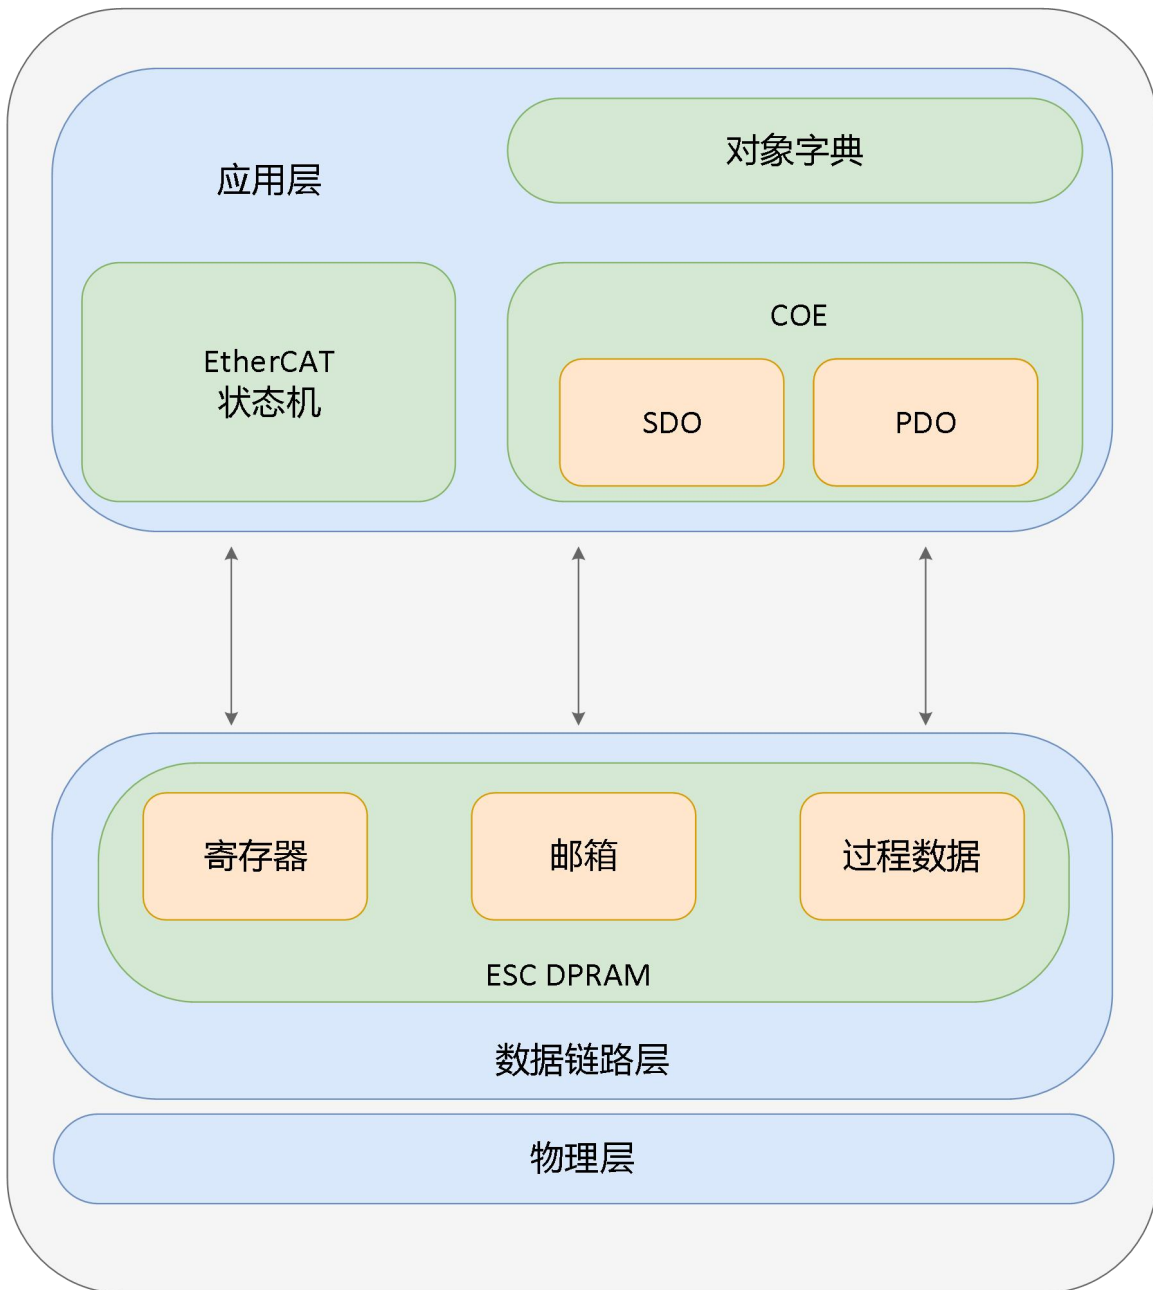 应用层
对象字典
EtherCAT
状态机
COE
SDO
PDO
寄存器
邮箱
过程数据
ESC DPRAM
数据链路层
物理层